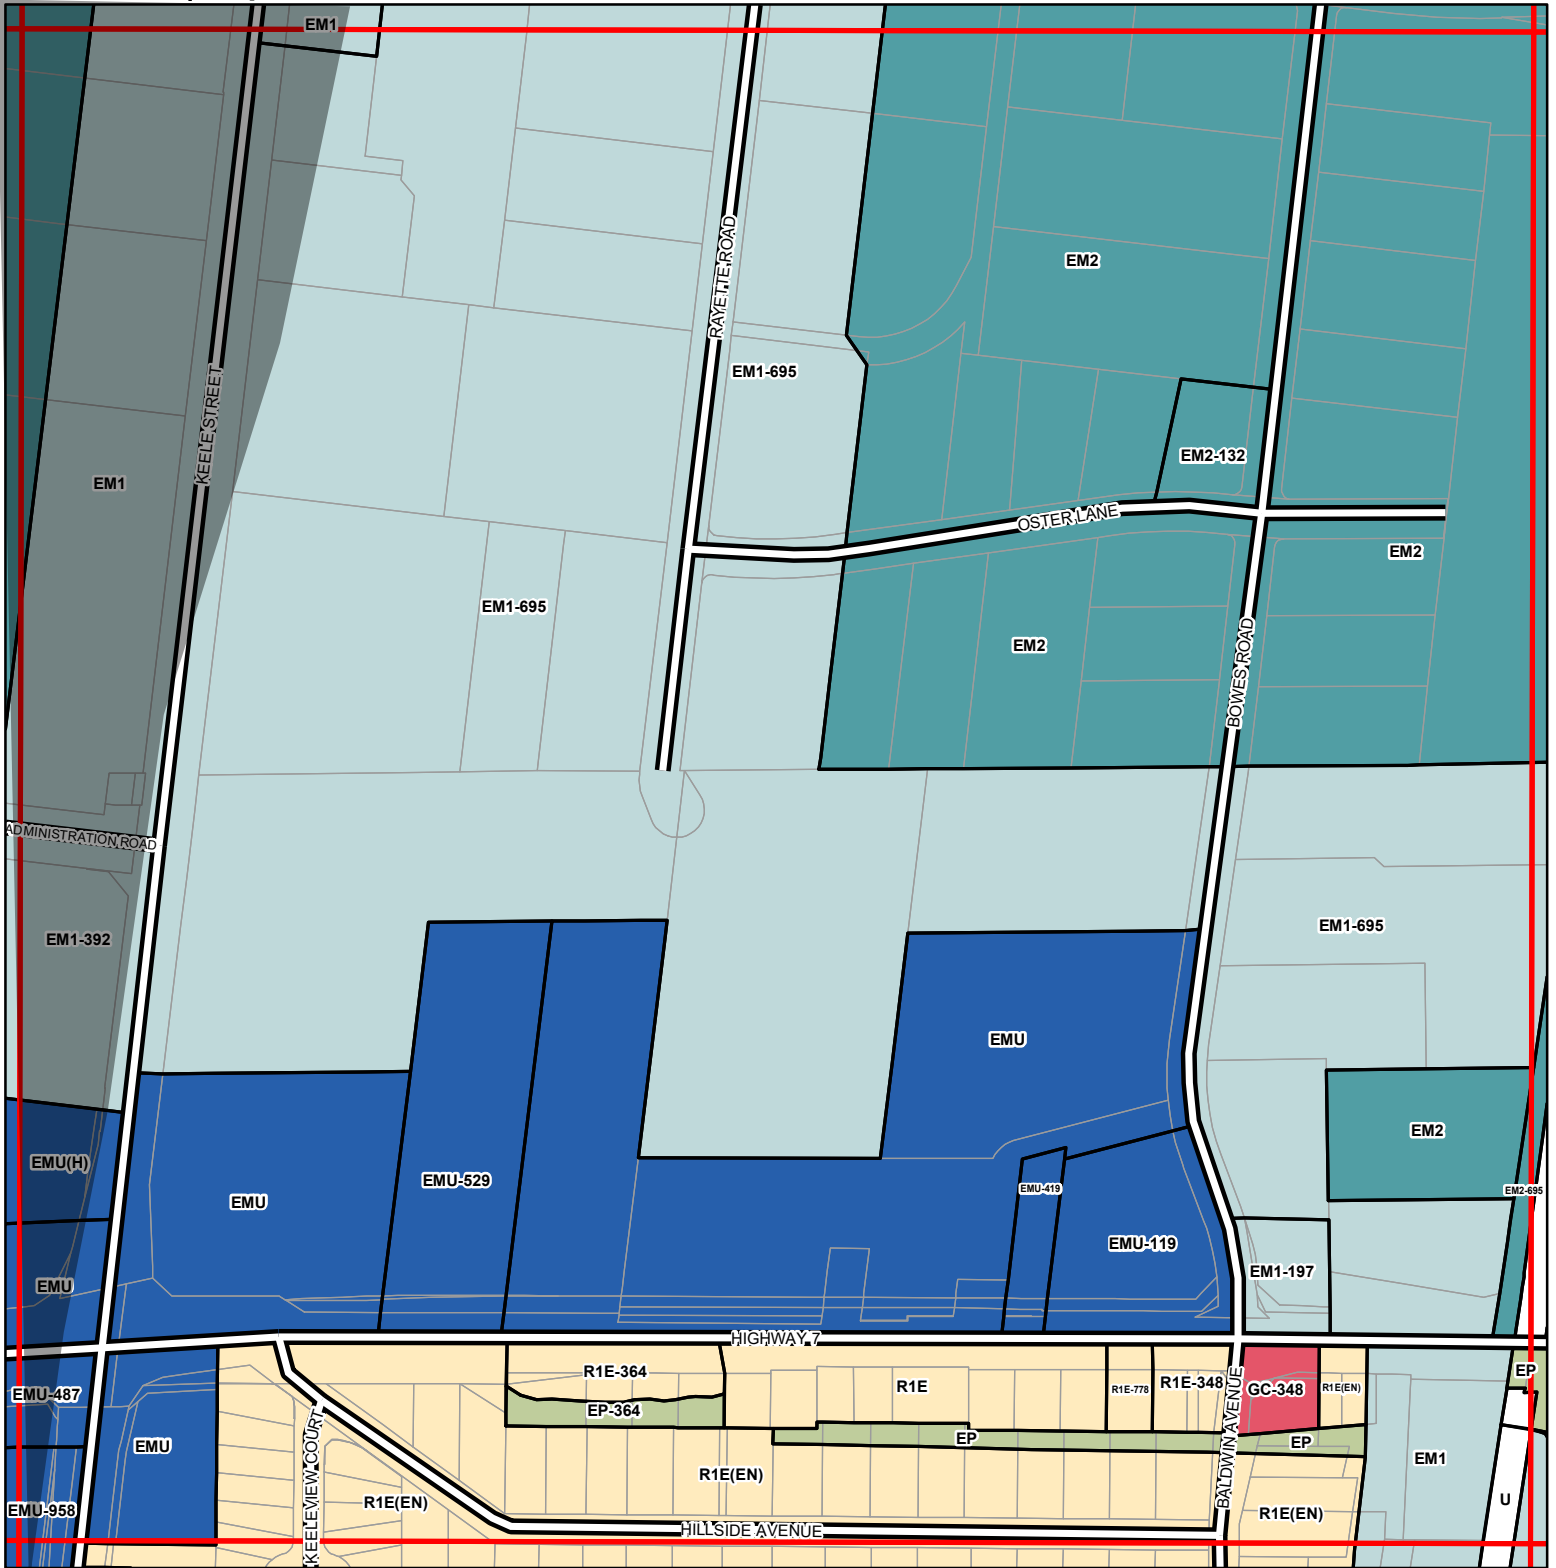 EM1
RAYETTE ROAD
EM2
KEELE STREET
EM1-695
EM2-132
EM1
OSTER LANE
EM2
EM1-695
EM2
BOWES ROAD
ADMINISTRATION ROAD
EM1-392
EM1-695
EMU
EM2
EMU(H)
EMU-529
EMU-419
EM2-695
EMU
EMU-119
EM1-197
EMU
HIGHWAY 7
R1E-364
EP
R1E
R1E-778
R1E-348
GC-348
R1E(EN)
EMU-487
EP-364
BALDWIN AVENUE
EP
EP
EMU
EM1
R1E(EN)
KEELEVIEW COURT
R1E(EN)
U
EMU-958
R1E(EN)
HILLSIDE AVENUE